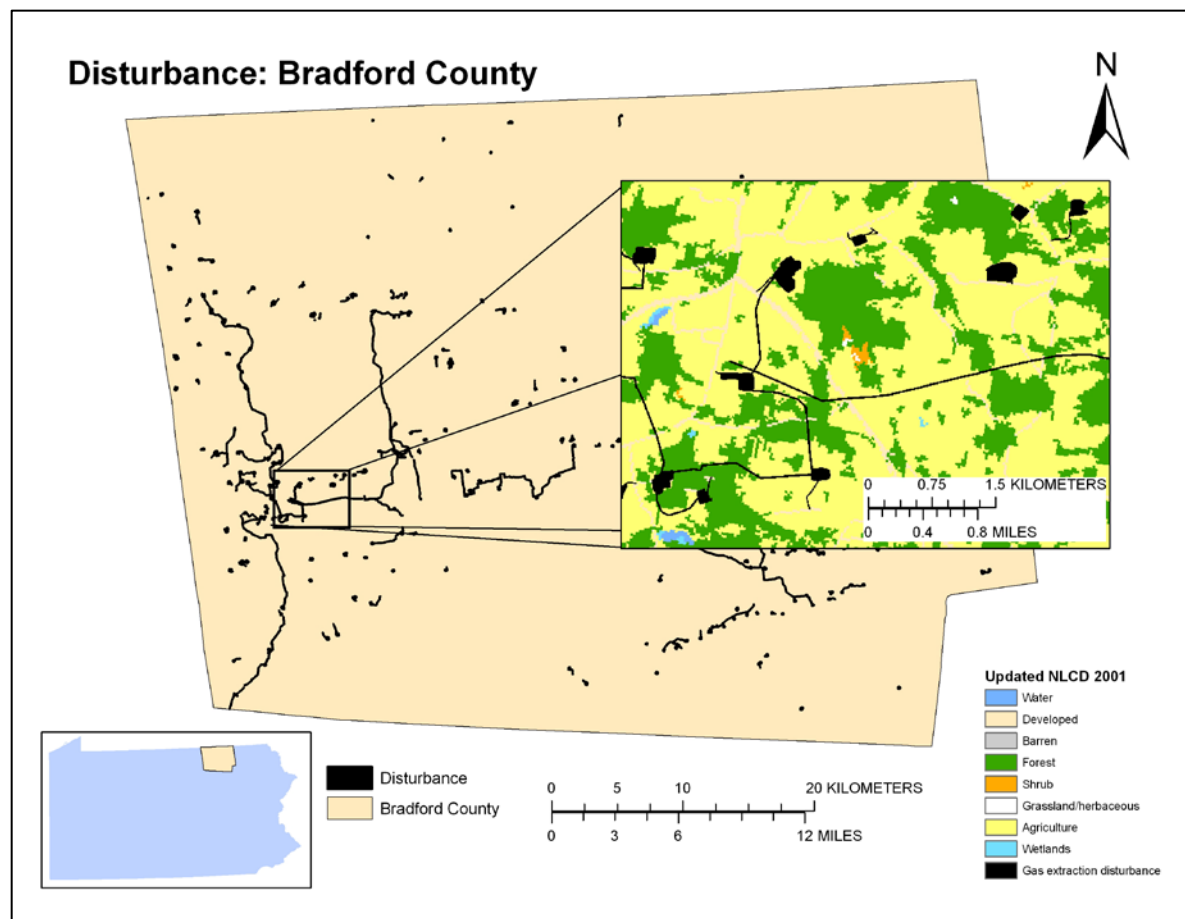 Disturbance: Bradford County
N
0 0.75 1.5 KILOMETERS
0 0.4 0.8 MILES
Updated NLCD 2001
Water
Developed
Barren
Forest
Shrub
Grassland/herbaceous
Agriculture
Wetlands
Gas extraction disturbance
Disturbance
Bradford County
0 5 10 20 KILOMETERS
0 3 6 12 MILES